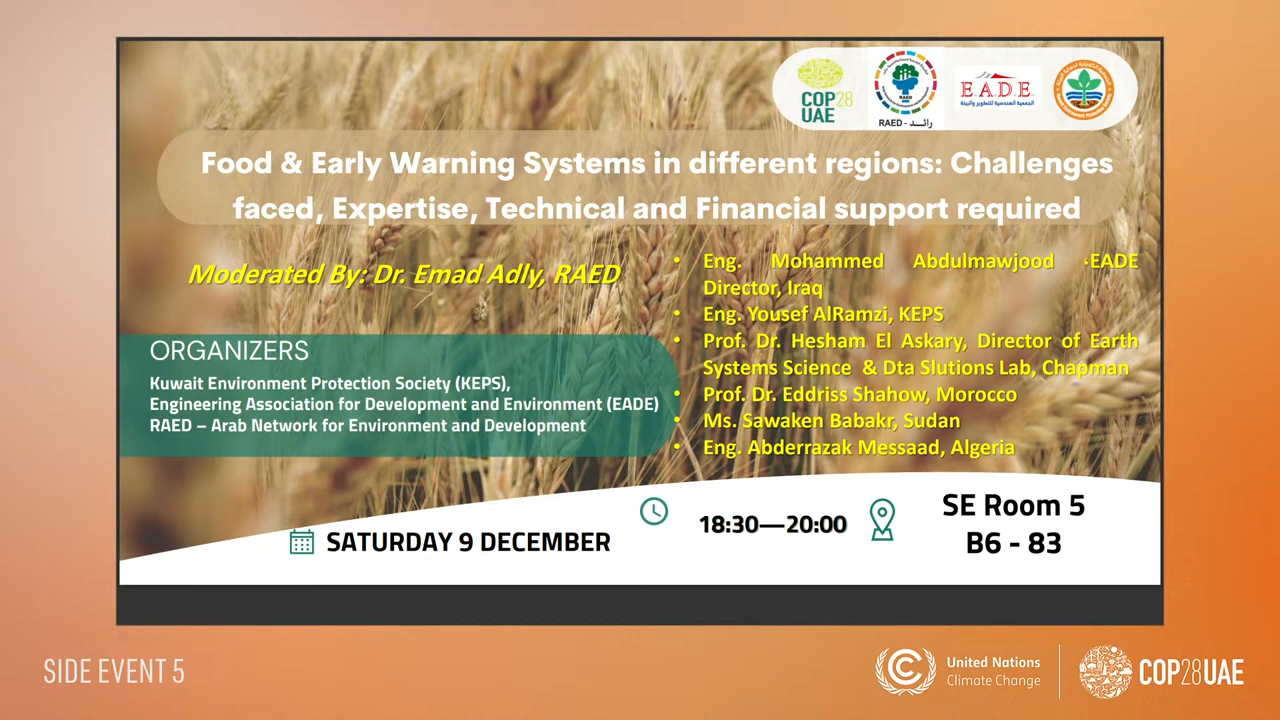 COP28
UAE
RAED
RAED - رائــد
E.A.D.E.
الجمعية الهندسية للتطوير والبيئة
Food & Early Warning Systems in different regions: Challenges
faced, Expertise, Technical and Financial support required
Moderated By: Dr. Emad Adly, RAED
• Eng. Mohammed Abdulmawjood ،EADE
Director, Iraq
• Eng. Yousef AlRamzi, KEPS
• Prof. Dr. Hesham El Askary, Director of Earth
Systems Science & Dta Slutions Lab, Chapman
• Prof. Dr. Eddriss Shahow, Morocco
• Ms. Sawaken Babakr, Sudan
• Eng. Abderrazak Messaad, Algeria
ORGANIZERS
Kuwait Environment Protection Society (KEPS),
Engineering Association for Development and Environment (EADE)
RAED – Arab Network for Environment and Development
SATURDAY 9 DECEMBER
18:30—20:00
SE Room 5
B6 - 83
SIDE EVENT 5
United Nations
Climate Change
COP28UAE